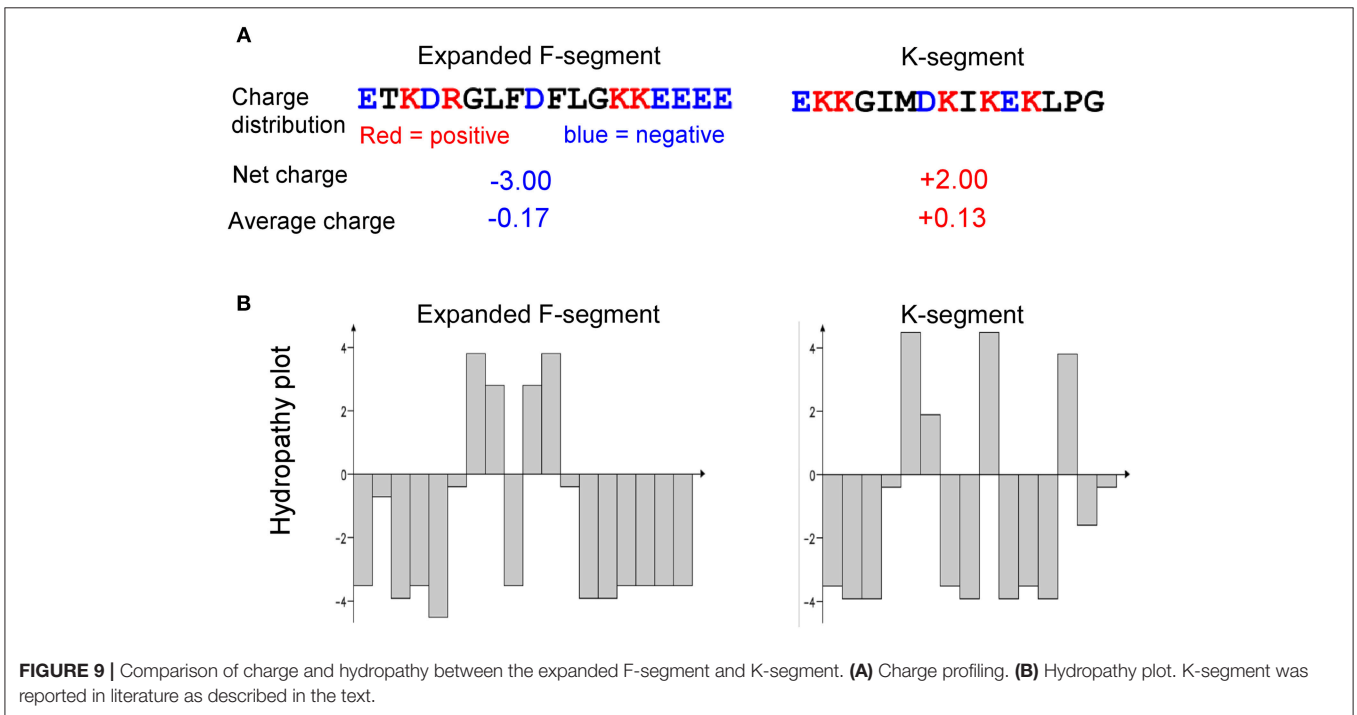 A
Expanded F-segment
K-segment
Charge distribution
ETKDRGLFDFLGKKEEEE
EKKGIMDKIKEKLPG
Red = positive
blue = negative
Net charge
-3.00
+2.00
Average charge
-0.17
+0.13
B
Expanded F-segment
K-segment
Hydropathy plot
4
2
0
-2
-4
4
2
0
-2
-4
FIGURE 9 | Comparison of charge and hydropathy between the expanded F-segment and K-segment. (A) Charge profiling. (B) Hydropathy plot. K-segment was
reported in literature as described in the text.